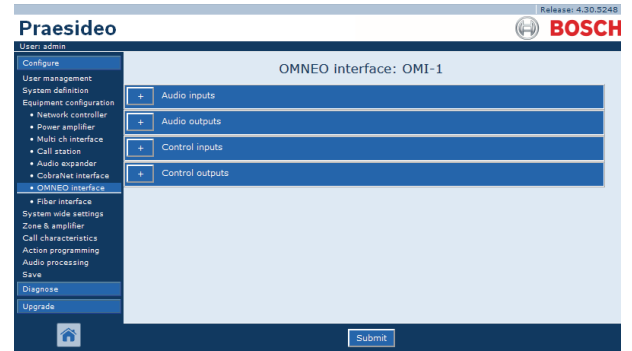 Release: 4.30.5248
Praesideo
BOSCH
User: admin
Configure
User management
System definition
Equipment configuration
• Network controller
• Power amplifier
• Multi ch interface
• Call station
• Audio expander
• CobraNet interface
• OMNEO interface
• Fiber interface
System wide settings
Zone & amplifier
Call characteristics
Action programming
Audio processing
Save
Diagnose
Upgrade
OMNEO interface: OMI-1
+ Audio inputs
+ Audio outputs
+ Control inputs
+ Control outputs
Submit